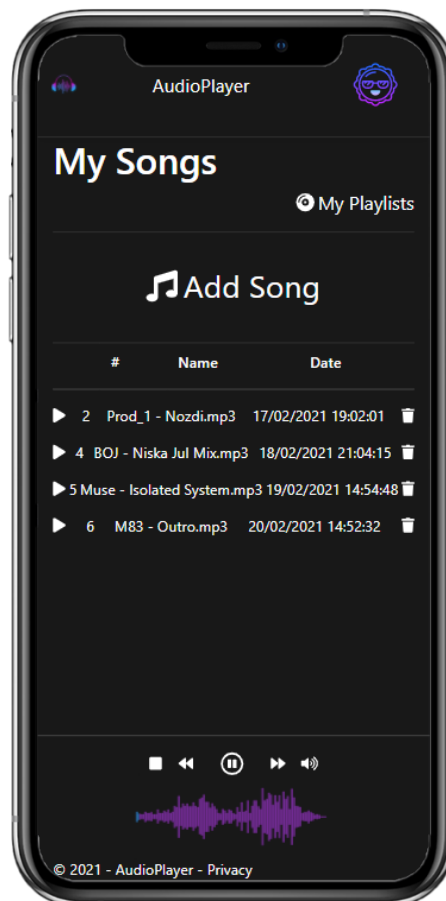 AudioPlayer
My Songs
My Playlists
Add Song
# Name Date
2 Prod_1 - Nozdi.mp3 17/02/2021 19:02:01
4 BOJ - Niska Jul Mix.mp3 18/02/2021 21:04:15
5 Muse - Isolated System.mp3 19/02/2021 14:54:48
6 M83 - Outro.mp3 20/02/2021 14:52:32
© 2021 - AudioPlayer - Privacy